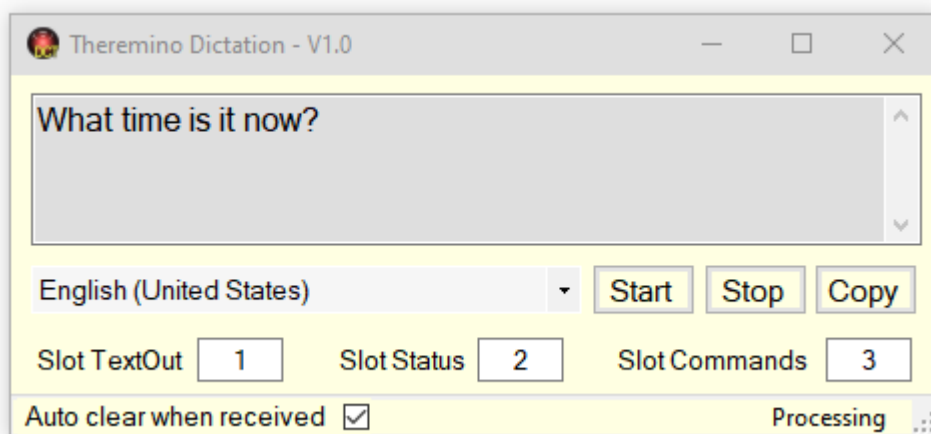 Theremino Dictation - V1.0
What time is it now?
English (United States) Start Stop Copy
Slot TextOut 1 Slot Status 2 Slot Commands 3
Auto clear when received Processing